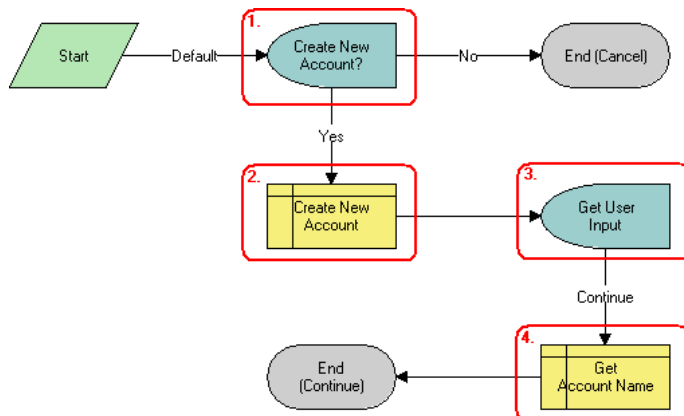 1.
Start
Default
Create New
Account?
No
End (Cancel)
Yes
2.
Create New
Account
3.
Get User
Input
Continue
4.
Get
Account Name
End
(Continue)